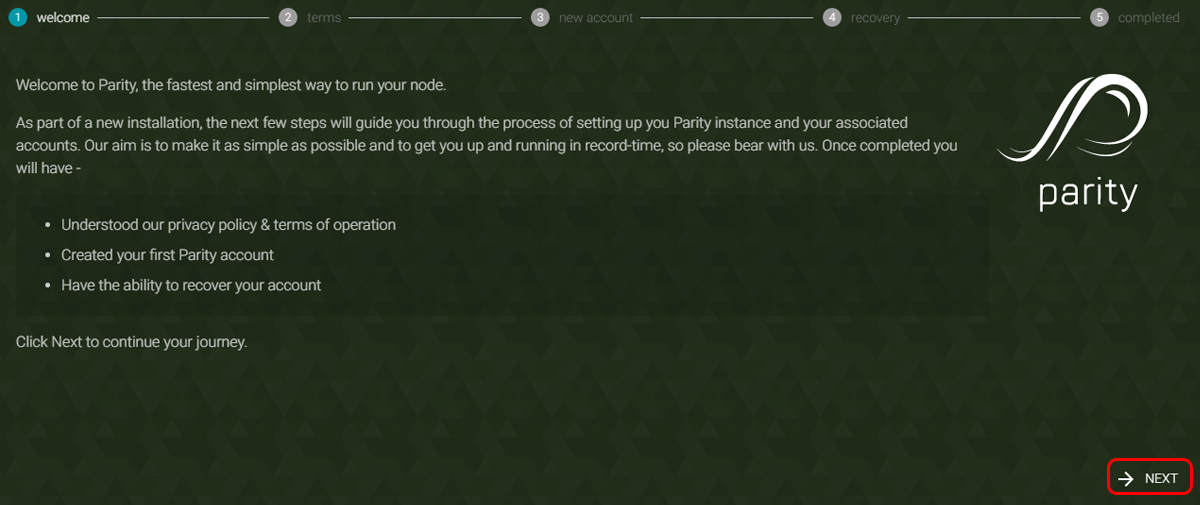 1 welcome 2 terms 3 new account 4 recovery 5 completed
Welcome to Parity, the fastest and simplest way to run your node.
As part of a new installation, the next few steps will guide you through the process of setting up you Parity instance and your associated
accounts. Our aim is to make it as simple as possible and to get you up and running in record-time, so please bear with us. Once completed you
will have -
parity
• Understood our privacy policy & terms of operation
• Created your first Parity account
• Have the ability to recover your account
Click Next to continue your journey.
NEXT